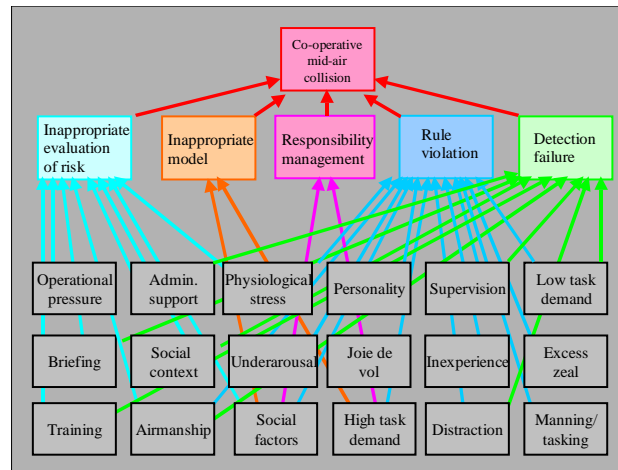 Co-operative
mid-air
collision
Inappropriate
evaluation
of risk
Inappropriate
model
Responsibility
management
Rule
violation
Detection
failure
Operational
pressure
Admin.
support
Physiological
stress
Personality
Supervision
Low task
demand
Briefing
Social
context
Underarousal
Joie de
vol
Inexperience
Excess
zeal
Training
Airmanship
Social
factors
High task
demand
Distraction
Manning/
tasking